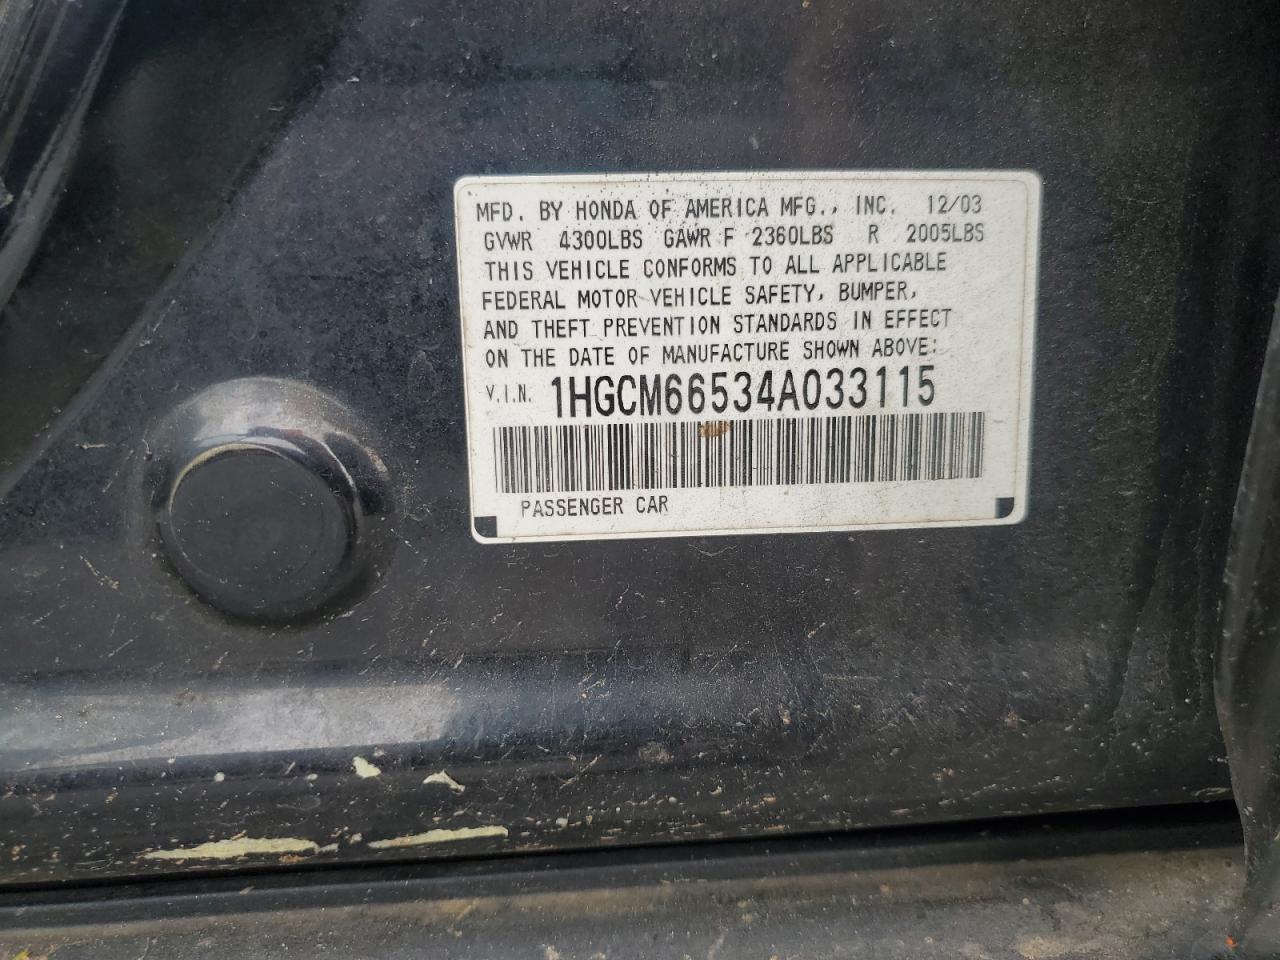 MFD. BY HONDA OF AMERICA MFG., INC. 12/03
GVWR 4300LBS GAWR F 2360LBS R 2005LBS
THIS VEHICLE CONFORMS TO ALL APPLICABLE
FEDERAL MOTOR VEHICLE SAFETY, BUMPER,
AND THEFT PREVENTION STANDARDS IN EFFECT
ON THE DATE OF MANUFACTURE SHOWN ABOVE:
V.I.N. 1HGCM66534A033115
PASSENGER CAR